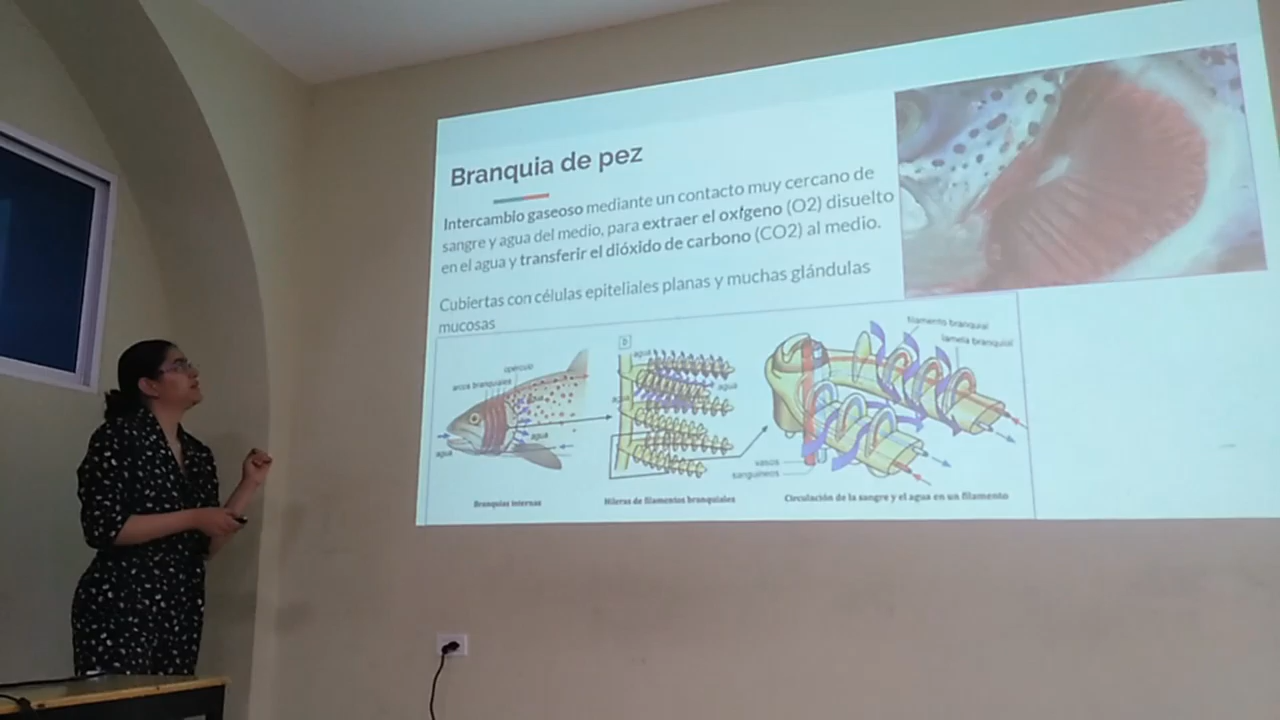 Branquia de pez
Intercambio gaseoso mediante un contacto muy cercano de
sangre y agua del medio, para extraer el oxígeno (O2) disuelto
en el agua y transferir el dióxido de carbono (CO2) al medio.
Cubiertas con células epiteliales planas y muchas glándulas
mucosas
opérculo
arcos branquiales
agua
agua
agua
Branquias internas
b
agua
agua
agua
Hileras de filamentos branquiales
filamento branquial
lamela branquial
vasos
sanguíneos
Circulación de la sangre y el agua en un filamento